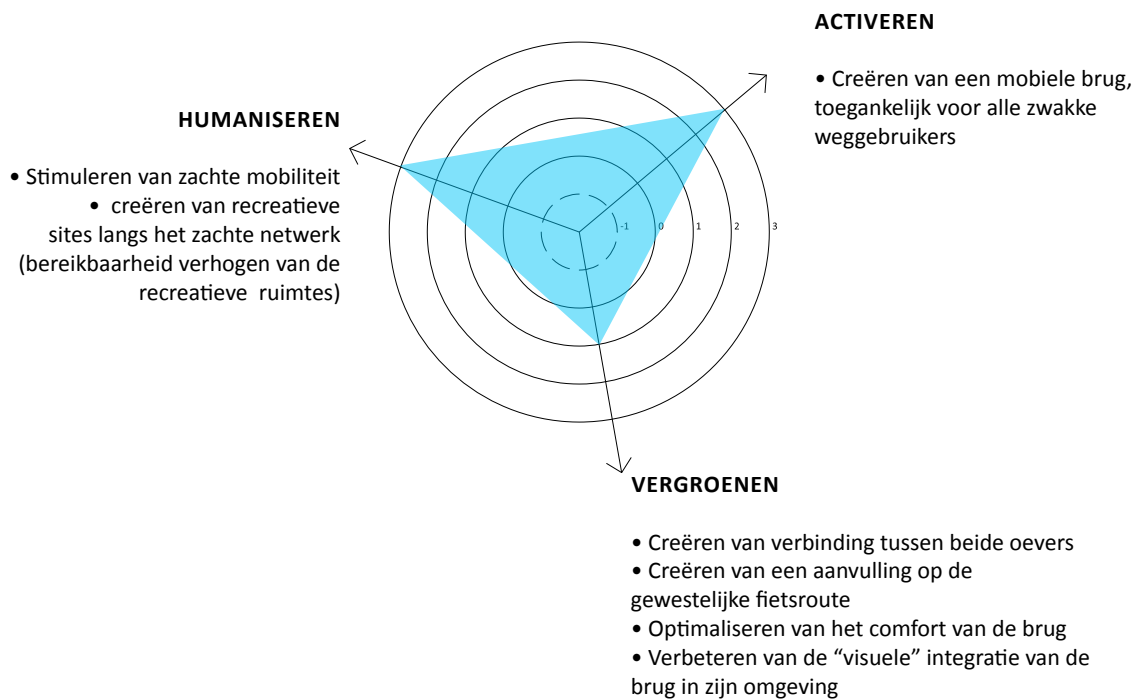 ACTIVEREN
• Creëren van een mobiele brug,
toegankelijk voor alle zwakke
weggebruikers
HUMANISEREN
• Stimuleren van zachte mobiliteit
• creëren van recreatieve
sites langs het zachte netwerk
(bereikbaarheid verhogen van de
recreatieve ruimtes)
-1 0 1 2 3
VERGROENEN
• Creëren van verbinding tussen beide oevers
• Creëren van een aanvulling op de
gewestelijke fietsroute
• Optimaliseren van het comfort van de brug
• Verbeteren van de “visuele” integratie van de
brug in zijn omgeving